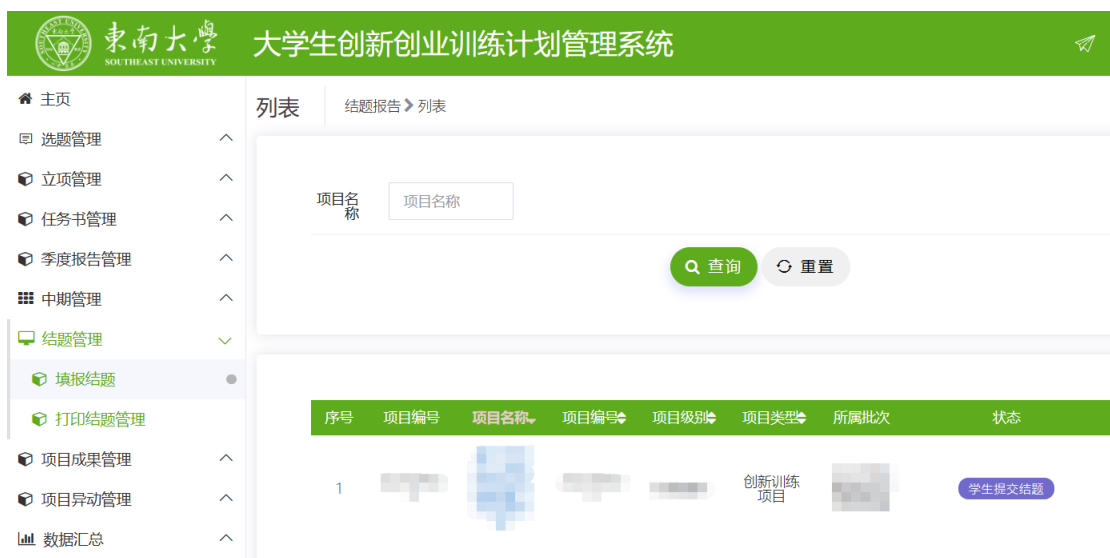 東南大學
SOUTHEAST UNIVERSITY
大学生创新创业训练计划管理系统
主页
选题管理
立项管理
任务书管理
季度报告管理
中期管理
结题管理
填报结题
打印结题管理
项目成果管理
项目异动管理
数据汇总
列表
结题报告 列表
项目名
称
项目名称
查询 重置
序号 项目编号 项目名称 项目编号 项目级别 项目类型 所属批次 状态
1 创新训练
项目 学生提交结题